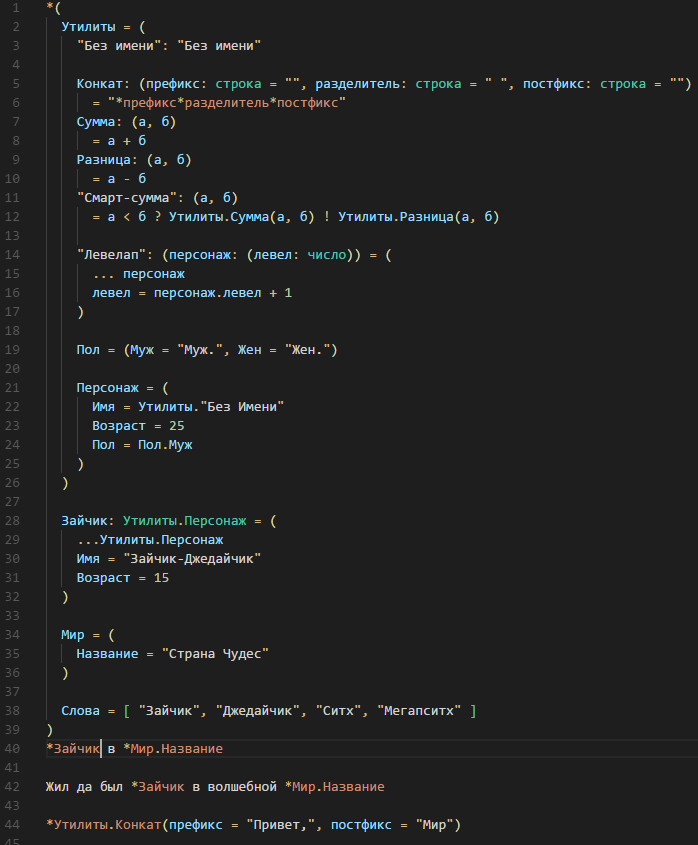 1 *(
2 Утилиты = (
3 "Без имени": "Без имени"
4
5 Конкат: (префикс: строка = "", разделитель: строка = " ", постфикс: строка = "")
6 = "*префикс*разделитель*постфикс"
7 Сумма: (а, б)
8 = а + б
9 Разница: (а, б)
10 = а - б
11 "Смарт-сумма": (а, б)
12 = а < б ? Утилиты.Сумма(а, б) ! Утилиты.Разница(а, б)
13
14 "Левелап": (персонаж: (левел: число)) = (
15 ... персонаж
16 левел = персонаж.левел + 1
17 )
18
19 Пол = (Муж = "Муж.", Жен = "Жен.")
20
21 Персонаж = (
22 Имя = Утилиты."Без Имени"
23 Возраст = 25
24 Пол = Пол.Муж
25 )
26 )
27
28 Зайчик: Утилиты.Персонаж = (
29 ...Утилиты.Персонаж
30 Имя = "Зайчик-Джедайчик"
31 Возраст = 15
32 )
33
34 Мир = (
35 Название = "Страна Чудес"
36 )
37
38 Слова = [ "Зайчик", "Джедайчик", "Ситх", "Мегапситх" ]
39 )
40 *Зайчик в *Мир.Название
41
42 Жил да был *Зайчик в волшебной *Мир.Название
43
44 *Утилиты.Конкат(префикс = "Привет,", постфикс = "Мир")
45